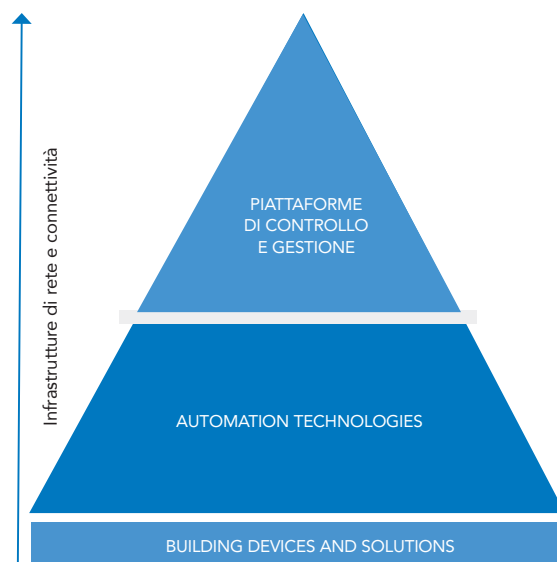 Infrastrutture di rete e connettività
PIATTAFORME
DI CONTROLLO
E GESTIONE
AUTOMATION TECHNOLOGIES
BUILDING DEVICES AND SOLUTIONS